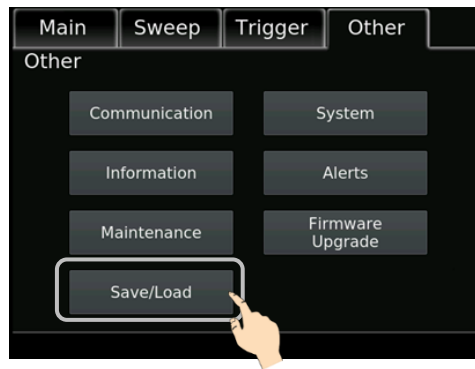 Main Sweep Trigger Other
Other
Communication System
Information Alerts
Maintenance Firmware
Upgrade
Save/Load